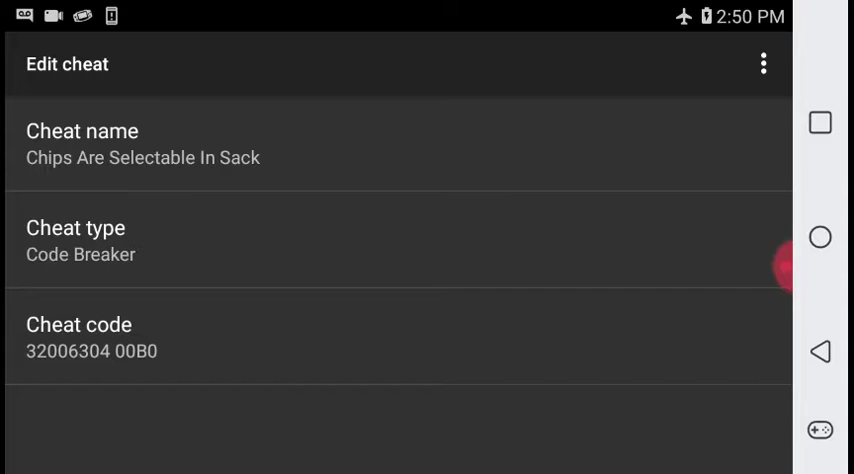 2:50 PM
Edit cheat
Cheat name
Chips Are Selectable In Sack
Cheat type
Code Breaker
Cheat code
32006304 00B0